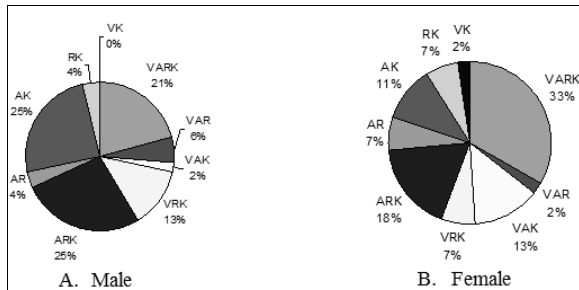 VK
0%
RK
4%
VARK
21%
AK
25%
VAR
6%
VAK
2%
AR
4%
VRK
13%
ARK
25%
A. Male
RK
7%
VK
2%
AK
11%
VARK
33%
AR
7%
VAR
2%
ARK
18%
VAK
13%
VRK
7%
B. Female